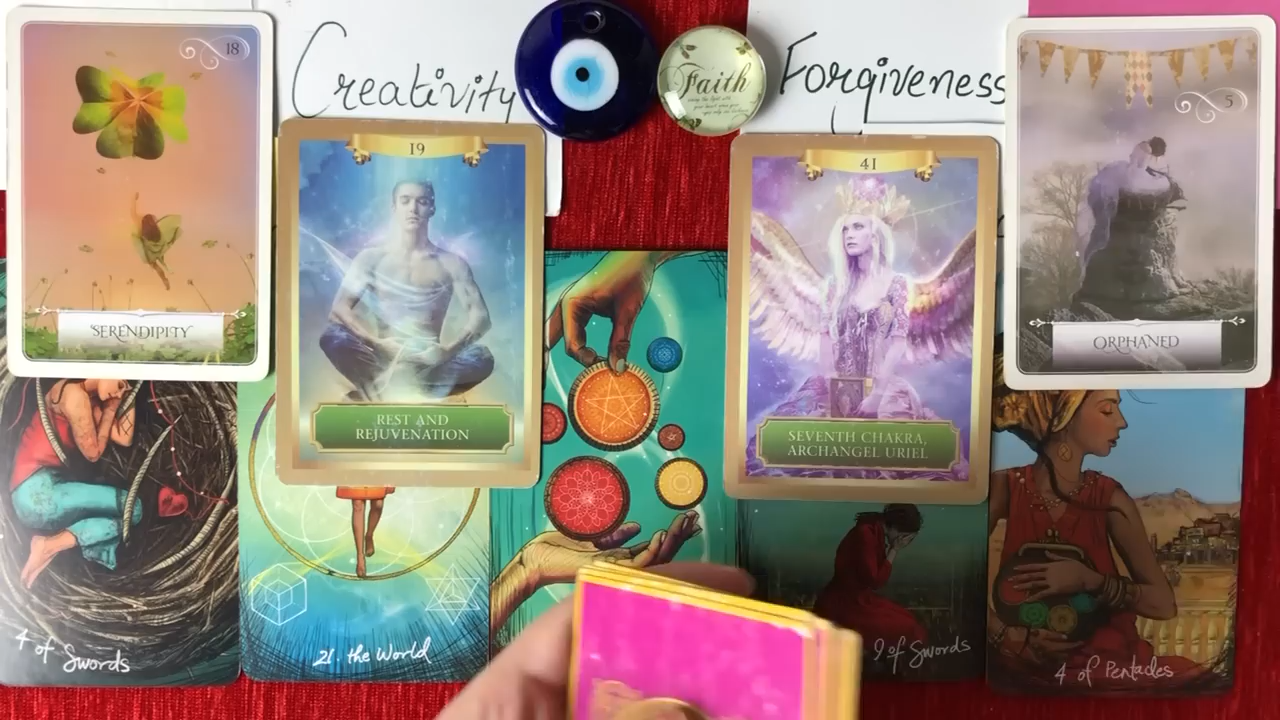 18
Creativity
Faith
Forgiveness
5
19
41
SERENDIPITY
ORPHANED
REST AND
REJUVENATION
SEVENTH CHAKRA,
ARCHANGEL URIEL
4 of Swords
21. the World
9 of Swords
4 of Pentacles